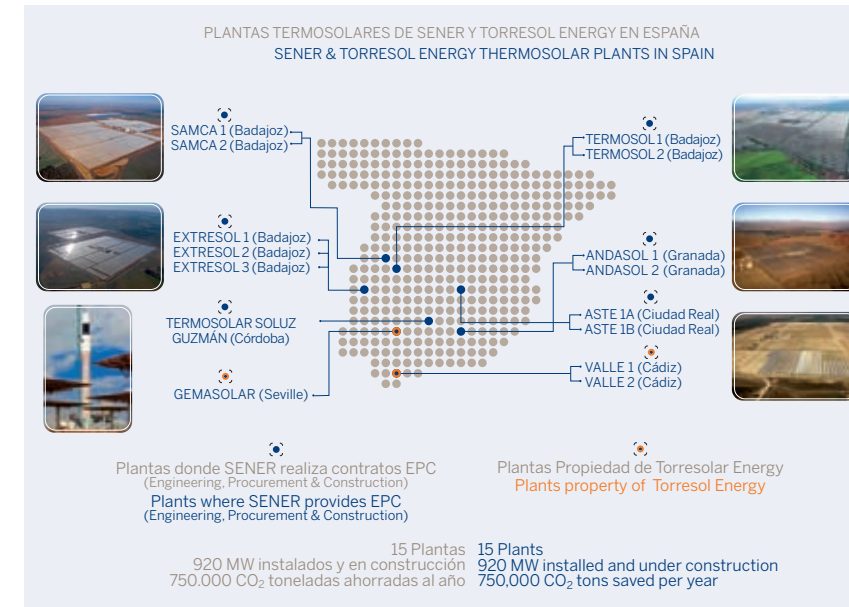 PLANTAS TERMOSOLARES DE SENER Y TORRESOL ENERGY EN ESPAÑA
SENER & TORRESOL ENERGY THERMOSOLAR PLANTS IN SPAIN
SAMCA 1 (Badajoz)
SAMCA 2 (Badajoz)
TERMOSOL 1 (Badajoz)
TERMOSOL 2 (Badajoz)
EXTRESOL 1 (Badajoz)
EXTRESOL 2 (Badajoz)
EXTRESOL 3 (Badajoz)
ANDASOL 1 (Granada)
ANDASOL 2 (Granada)
TERMOSOLAR SOLUZ
GUZMÁN (Córdoba)
ASTE 1A (Ciudad Real)
ASTE 1B (Ciudad Real)
GEMASOLAR (Seville)
VALLE 1 (Cádiz)
VALLE 2 (Cádiz)
Plantas donde SENER realiza contratos EPC
(Engineering, Procurement & Construction)
Plants where SENER provides EPC
(Engineering, Procurement & Construction)
Plantas Propiedad de Torresolar Energy
Plants property of Torresol Energy
15 Plantas
920 MW instalados y en construcción
750.000 CO₂ toneladas ahorradas al año
15 Plants
920 MW installed and under construction
750,000 CO₂ tons saved per year